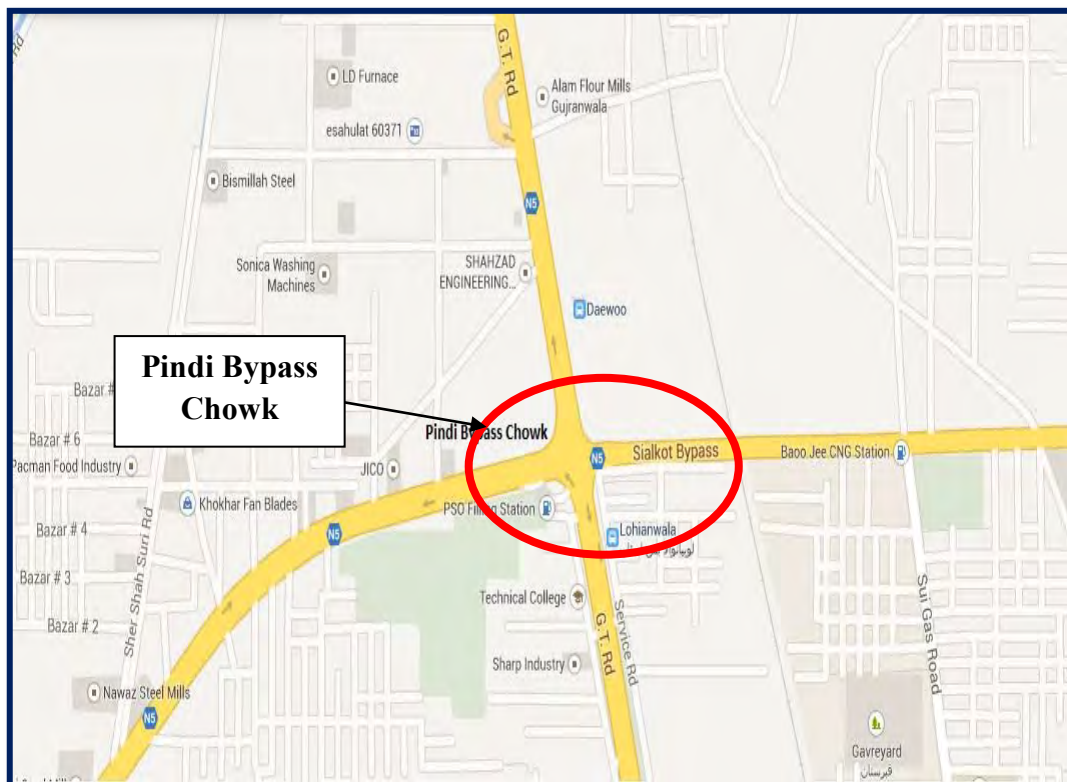 Rd
G.T. Rd
LD Furnace
Alam Flour Mills
Gujranwala
esahulat 60371
Bismillah Steel
N5
Sonica Washing
Machines
SHAHZAD
ENGINEERING...
Daewoo
Pindi Bypass
Chowk
Bazar #
Bazar # 6
Pindi Bypass Chowk
Sialkot Bypass
N5
Baoo Jee CNG Station
Pacman Food Industry
JICO
Khokhar Fan Blades
PSO Filling Station
Bazar # 4
N5
Lohianwala
Sher Shah Suri Rd
Bazar # 3
Technical College
Service Rd
Sui Gas Road
Bazar # 2
G.T. Rd
Sharp Industry
Nawaz Steel Mills
N5
Gavreyard
قبرستان